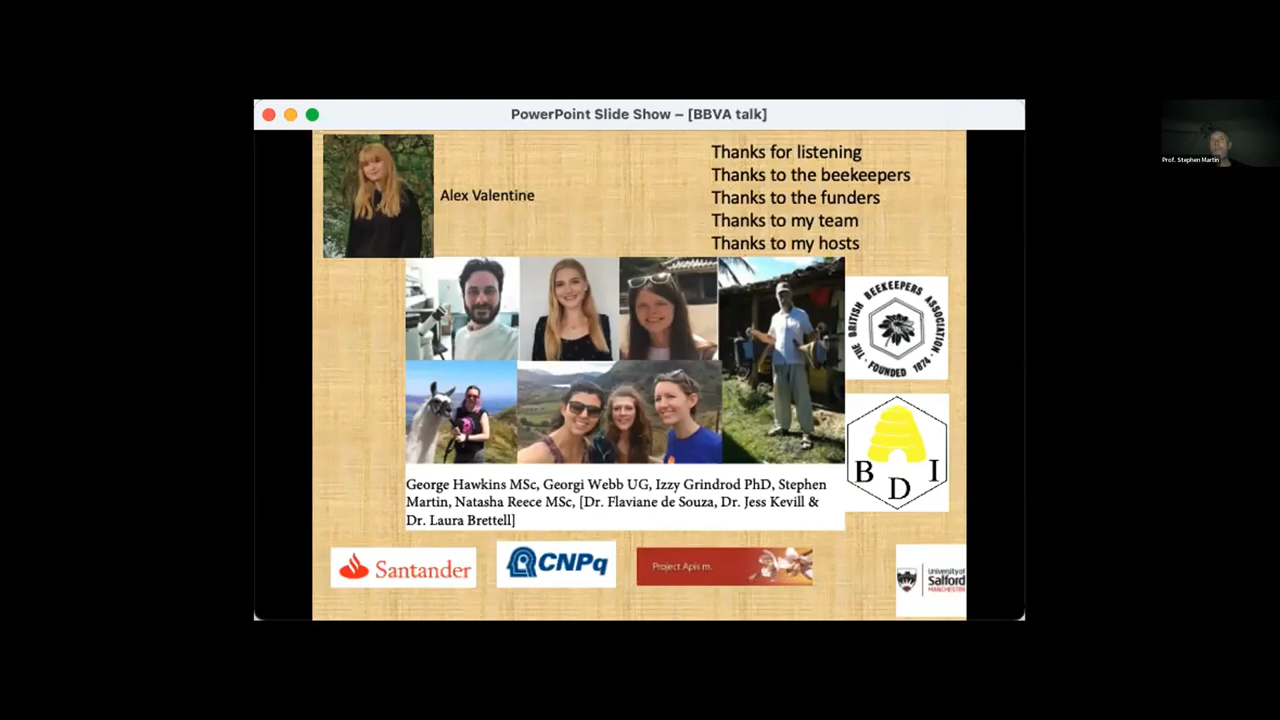 PowerPoint Slide Show – [BBVA talk]
Prof. Stephen Martin
Alex Valentine
Thanks for listening
Thanks to the beekeepers
Thanks to the funders
Thanks to my team
Thanks to my hosts
THE BRITISH BEEKEEPERS ASSOCIATION
· FOUNDED 1874 ·
B D I
George Hawkins MSc, Georgi Webb UG, Izzy Grindrod PhD, Stephen
Martin, Natasha Reece MSc, [Dr. Flaviane de Souza, Dr. Jess Kevill &
Dr. Laura Brettell]
Santander
CNPq
Project Apis m.
University of
Salford
MANCHESTER